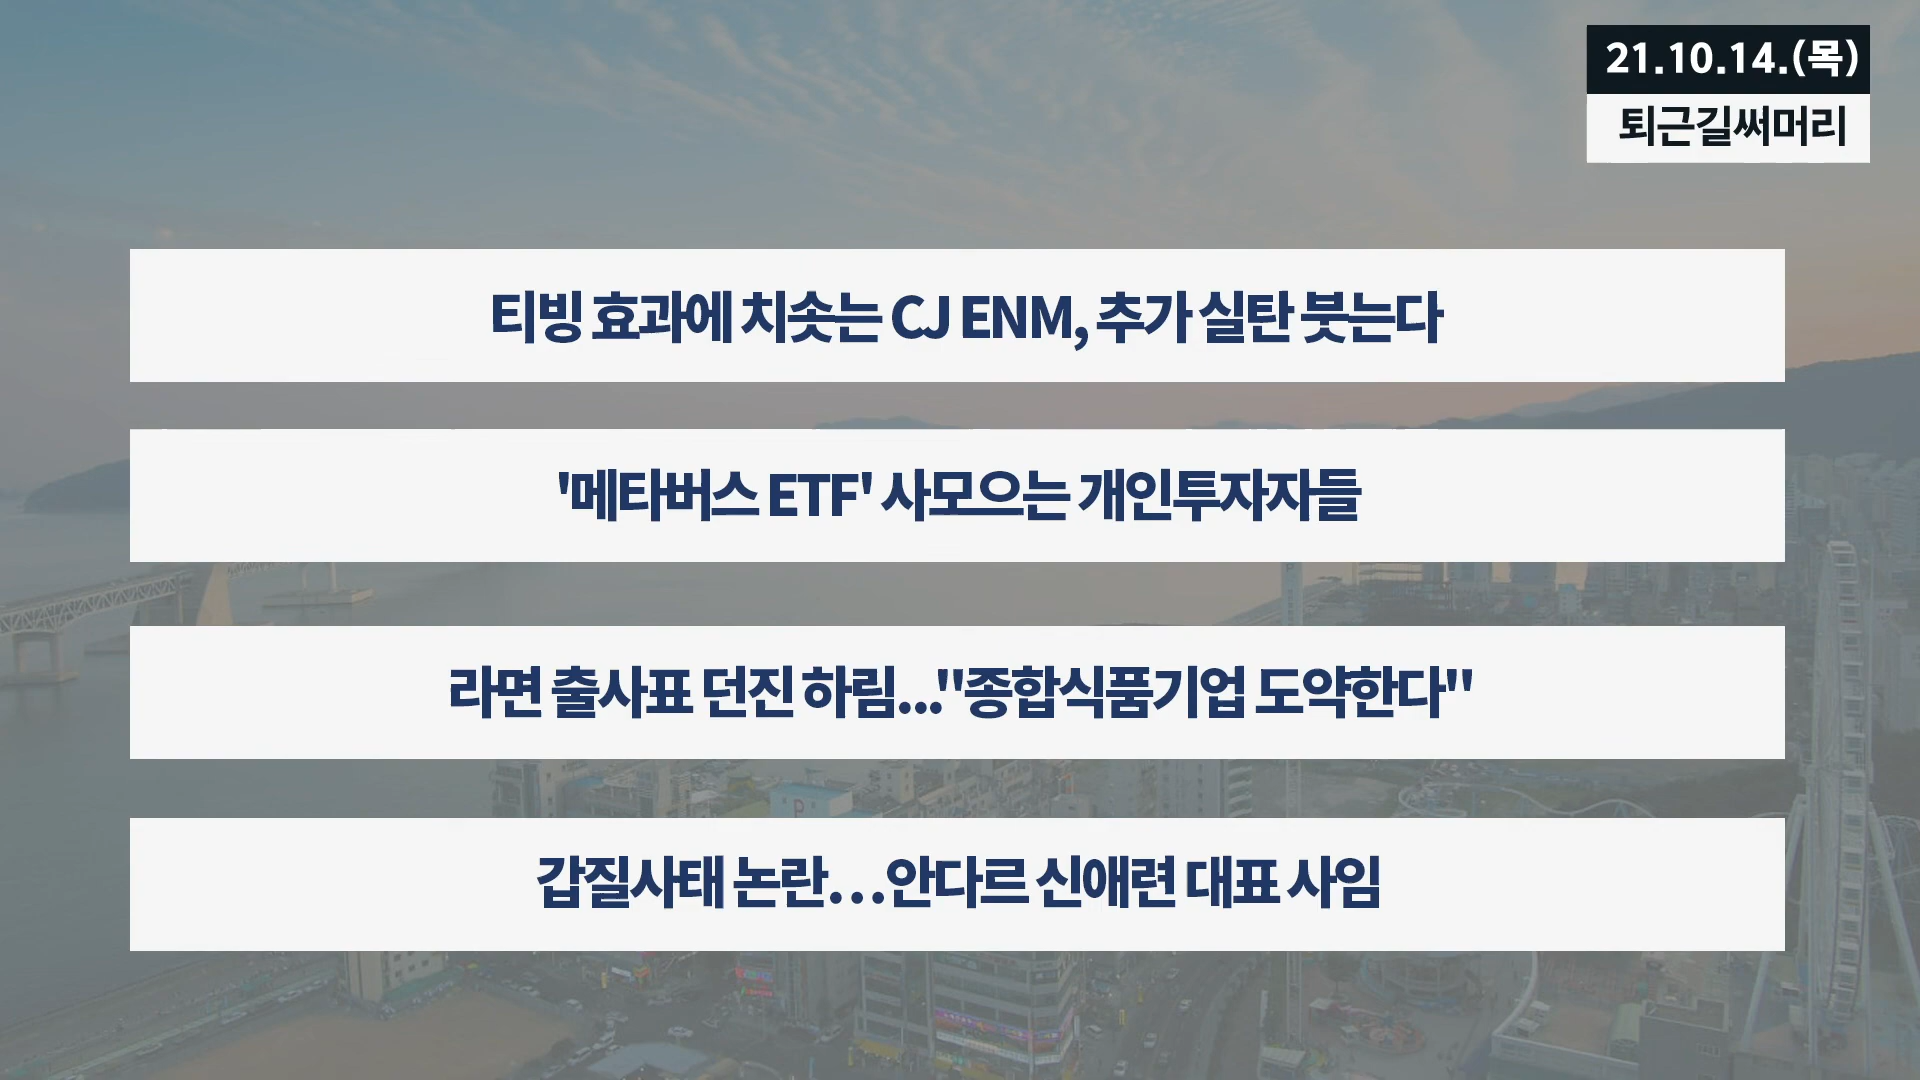 21.10.14.(목)
퇴근길써머리
티빙 효과에 치솟는 CJ ENM, 추가 실탄 붓는다
'메타버스 ETF' 사모으는 개인투자자들
라면 출사표 던진 하림..."종합식품기업 도약한다"
갑질사태 논란…안다르 신애련 대표 사임